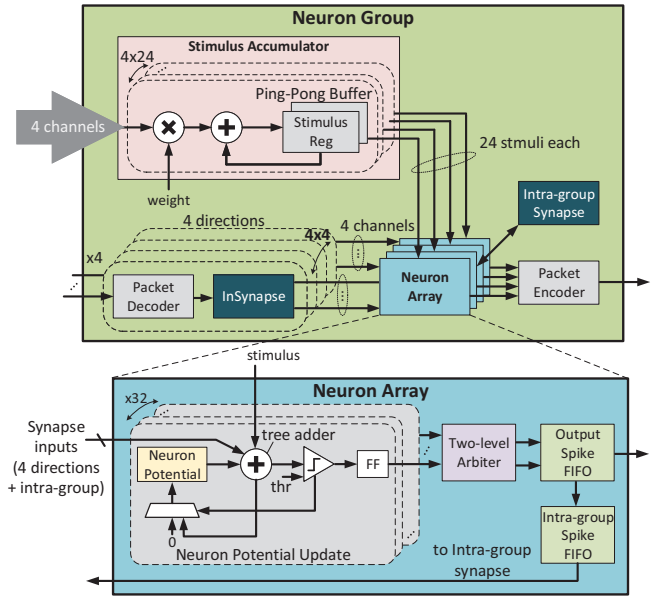 Neuron Group
Stimulus Accumulator
4x24
Ping-Pong Buffer
4 channels
Stimulus
Reg
24 stmuli each
weight
Intra-group
Synapse
4 directions
4x4
4 channels
x4
Packet
Decoder
InSynapse
Neuron
Array
Packet
Encoder
stimulus
Neuron Array
x32
Synapse
inputs
(4 directions
+ intra-group)
tree adder
Neuron
Potential
thr
FF
Two-level
Arbiter
Output
Spike
FIFO
0
Neuron Potential Update
Intra-group
Spike
FIFO
to Intra-group
synapse